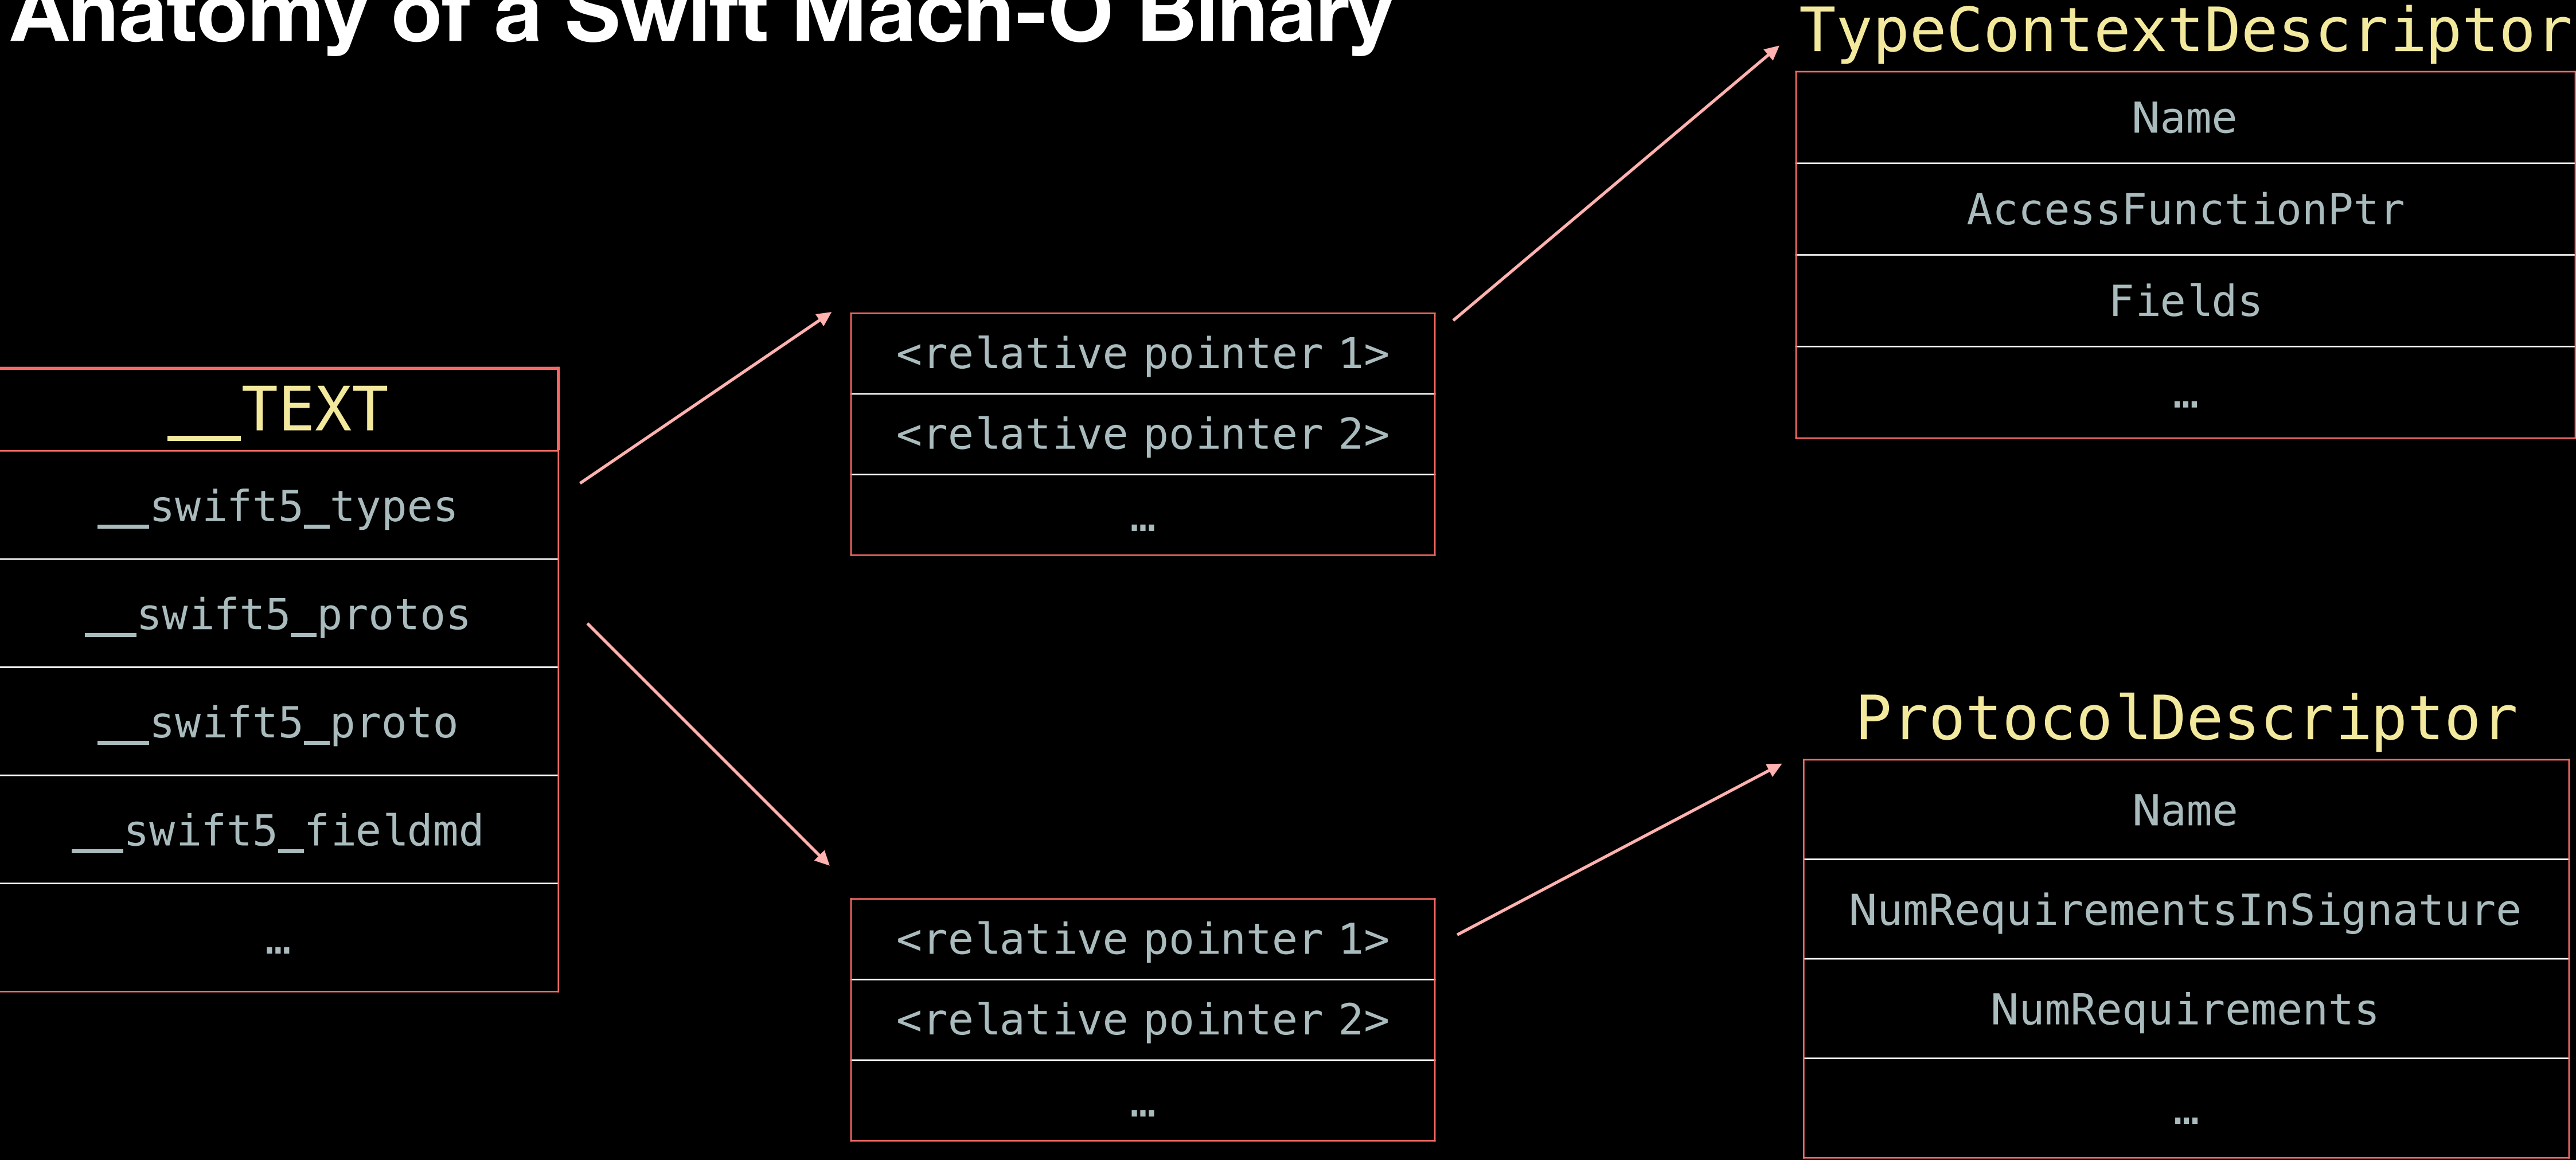 Anatomy of a Swift Mach-O Binary
__TEXT
__swift5_types
__swift5_protos
__swift5_proto
__swift5_fieldmd
…
<relative pointer 1>
<relative pointer 2>
…
<relative pointer 1>
<relative pointer 2>
…
TypeContextDescriptor
Name
AccessFunctionPtr
Fields
…
ProtocolDescriptor
Name
NumRequirementsInSignature
NumRequirements
…